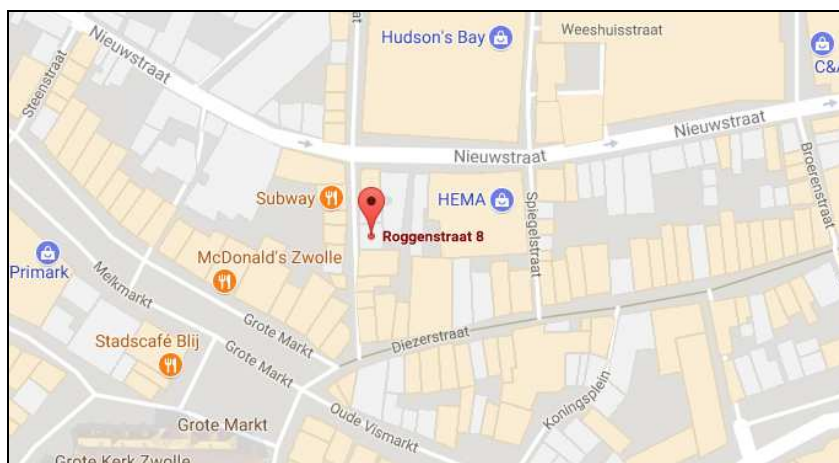 Weeshuisstraat
Hudson's Bay
C&A
Nieuwstraat
Steenstraat
Nieuwstraat
Nieuwstraat
Broerenstraat
Subway
HEMA
Spiegelstraat
Roggenstraat 8
McDonald's Zwolle
Primark
Melkmarkt
Grote Markt
Diezerstraat
Stadscafé Blij
Grote Markt
Koningsplein
Oude Vismarkt
Grote Markt
Grote Kerk Zwolle